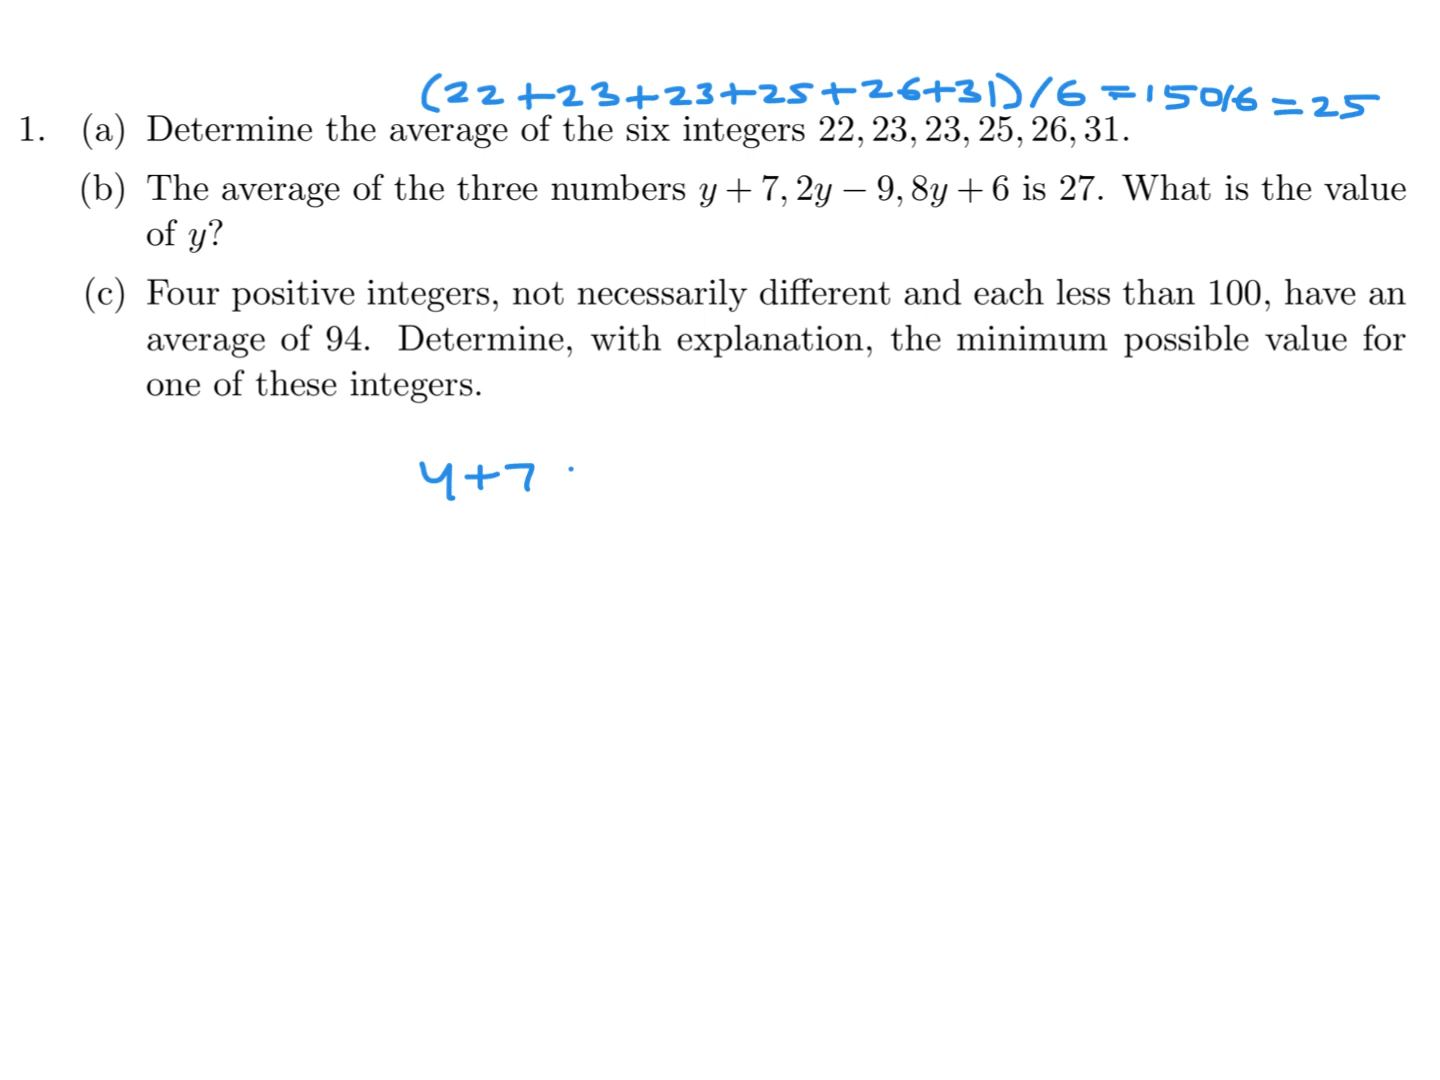 (22+23+23+25+26+31)/6=150/6=25
1. (a) Determine the average of the six integers 22, 23, 23, 25, 26, 31.
(b) The average of the three numbers y + 7, 2y − 9, 8y + 6 is 27. What is the value
of y?
(c) Four positive integers, not necessarily different and each less than 100, have an
average of 94. Determine, with explanation, the minimum possible value for
one of these integers.
y+7